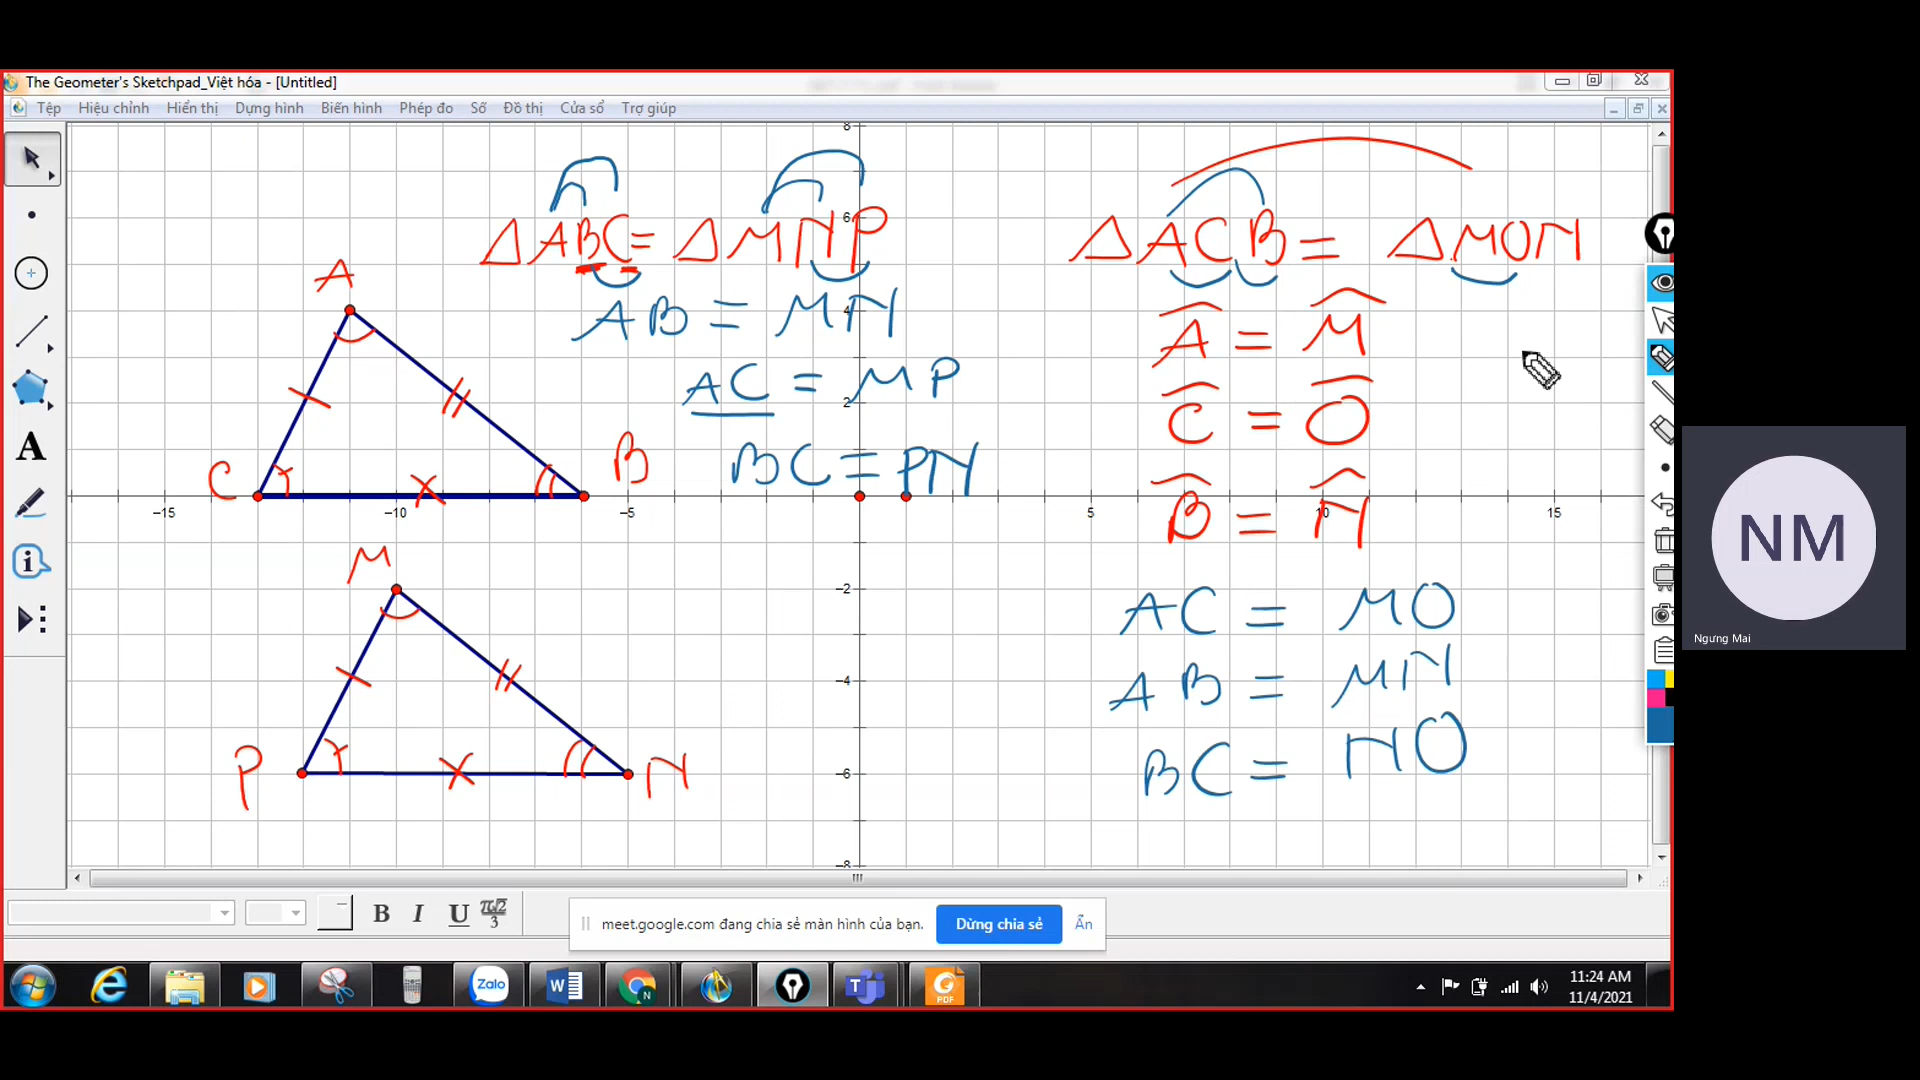 The Geometer's Sketchpad_Việt hóa - [Untitled]
Tệp Hiệu chỉnh Hiển thị Dựng hình Biến hình Phép đo Số Đồ thị Cửa sổ Trợ giúp
8
6
4
2
-2
-4
-6
-8
-15 -10 -5 5 10 15
A
C
B
M
P
N
ΔABC = ΔMNP
AB = MN
AC = MP
BC = PN
ΔACB = ΔMON
Â = M̂
Ĉ = Ô
B̂ = N̂
AC = MO
AB = MN
BC = NO
A
B I U π√2/3
meet.google.com đang chia sẻ màn hình của bạn. Dừng chia sẻ Ẩn
Zalo
W
N
PDF
11:24 AM
11/4/2021
NM
Ngưng Mai